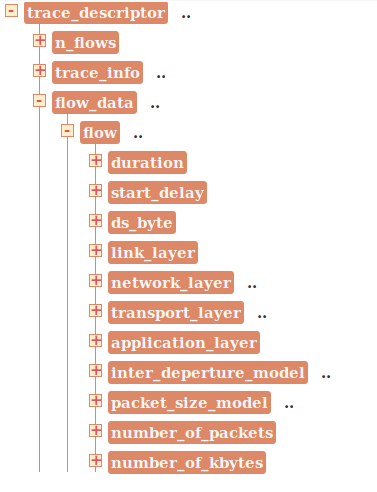 - trace_descriptor ..
+ n_flows
+ trace_info ..
- flow_data ..
- flow ..
+ duration
+ start_delay
+ ds_byte
+ link_layer
+ network_layer ..
+ transport_layer ..
+ application_layer
+ inter_deperture_model ..
+ packet_size_model ..
+ number_of_packets
+ number_of_kbytes